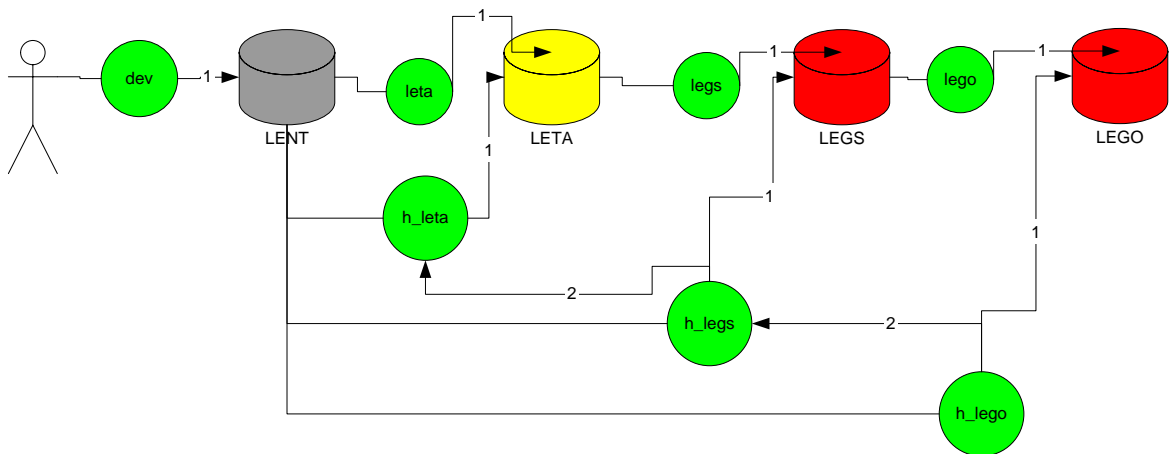 1
1
1
1
dev
leta
legs
lego
LENT
LETA
LEGS
LEGO
1
1
h_leta
1
2
h_legs
2
h_lego